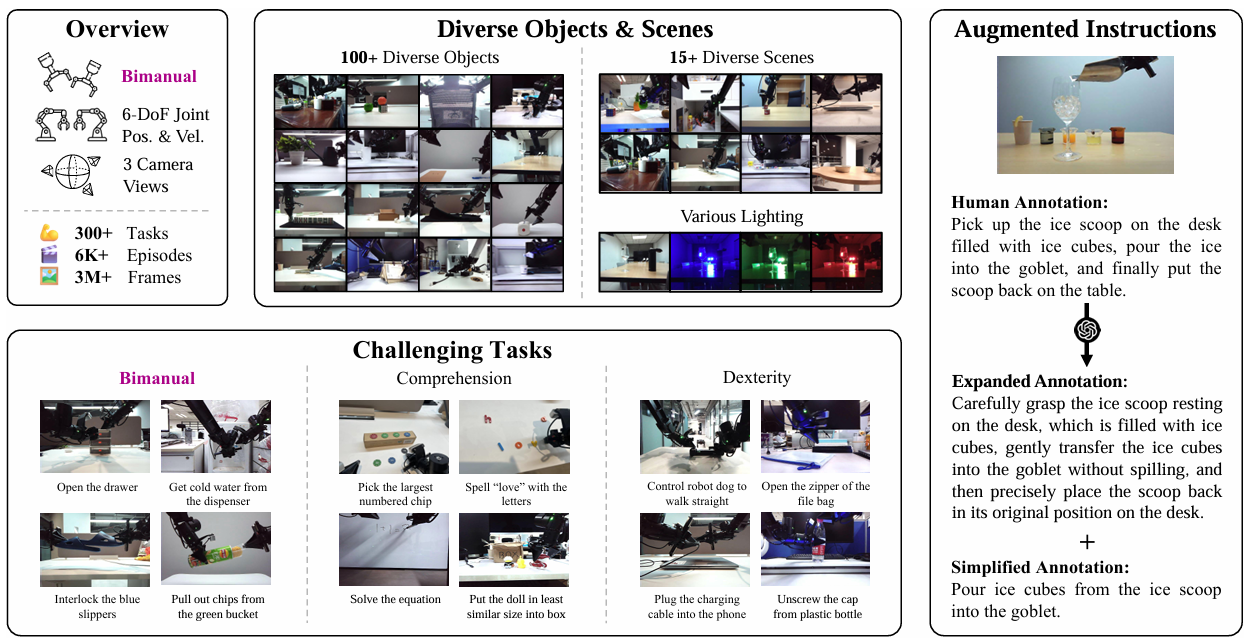 Overview
Bimanual
6-DoF Joint
Pos. & Vel.
3 Camera
Views
300+ Tasks
6K+ Episodes
3M+ Frames
Diverse Objects & Scenes
100+ Diverse Objects
15+ Diverse Scenes
Various Lighting
Challenging Tasks
Bimanual
Open the drawer
Get cold water from
the dispenser
Interlock the blue
slippers
Pull out chips from
the green bucket
Comprehension
Pick the largest
numbered chip
Spell “love” with the
letters
Solve the equation
Put the doll in least
similar size into box
Dexterity
Control robot dog to
walk straight
Open the zipper of the
file bag
Plug the charging
cable into the phone
Unscrew the cap
from plastic bottle
Augmented Instructions
Human Annotation:
Pick up the ice scoop on the desk
filled with ice cubes, pour the ice
into the goblet, and finally put the
scoop back on the table.
Expanded Annotation:
Carefully grasp the ice scoop resting
on the desk, which is filled with ice
cubes, gently transfer the ice cubes
into the goblet without spilling, and
then precisely place the scoop back
in its original position on the desk.
+
Simplified Annotation:
Pour ice cubes from the ice scoop
into the goblet.